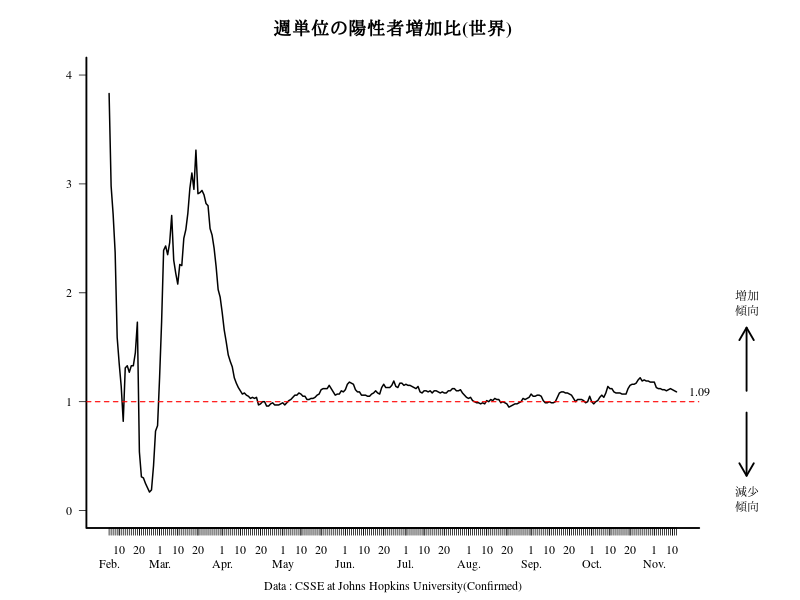 週単位の陽性者増加比(世界)
4
3
2
1
0
増加
傾向
1.09
減少
傾向
10 20 1 10 20 1 10 20 1 10 20 1 10 20 1 10 20 1 10 20 1 10 20 1 10 20 1 10
Feb. Mar. Apr. May Jun. Jul. Aug. Sep. Oct. Nov.
Data : CSSE at Johns Hopkins University(Confirmed)